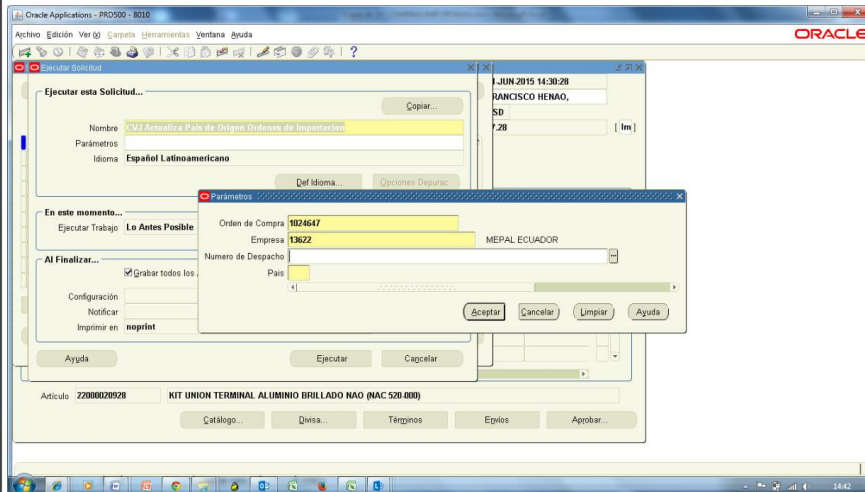 Oracle Applications - PRD500 - 8010
Archivo Edición Ver(x) Carpeta Herramientas Ventana Ayuda
ORACLE
Ejecutar Solicitud
-JUN-2015 14:30:28
Ejecutar esta Solicitud...
RANCISCO HENAO,
Copiar...
SD
Nombre CVJ Actualiza Pais de Origen Ordenes de Importacion
7.28
[ Im ]
Parámetros
Idioma Español Latinoamericano
Def Idioma...
Opciones Depurac
Parámetros
En este momento...
Orden de Compra 1024647
Ejecutar Trabajo Lo Antes Posible
Empresa 13622 MEPAL ECUADOR
Numero de Despacho
Al Finalizar...
Grabar todos los
Pais
Configuración
Notificar
Aceptar Cancelar Limpiar Ayuda
Imprimir en noprint
Ayuda Ejecutar Cancelar
Artículo 22000020928 KIT UNION TERMINAL ALUMINIO BRILLADO NAO (NAC 520-000)
Catálogo... Divisa... Términos Envíos Aprobar...
14:42